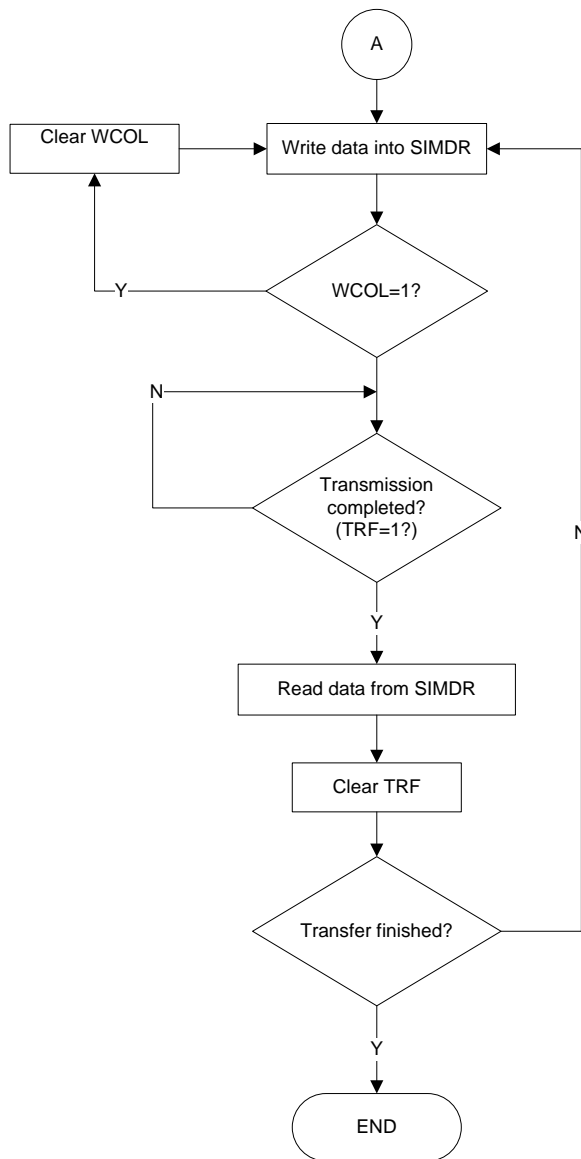 A
Clear WCOL
Write data into SIMDR
Y
WCOL=1?
N
Transmission
completed?
(TRF=1?)
N
Y
Read data from SIMDR
Clear TRF
Transfer finished?
Y
END